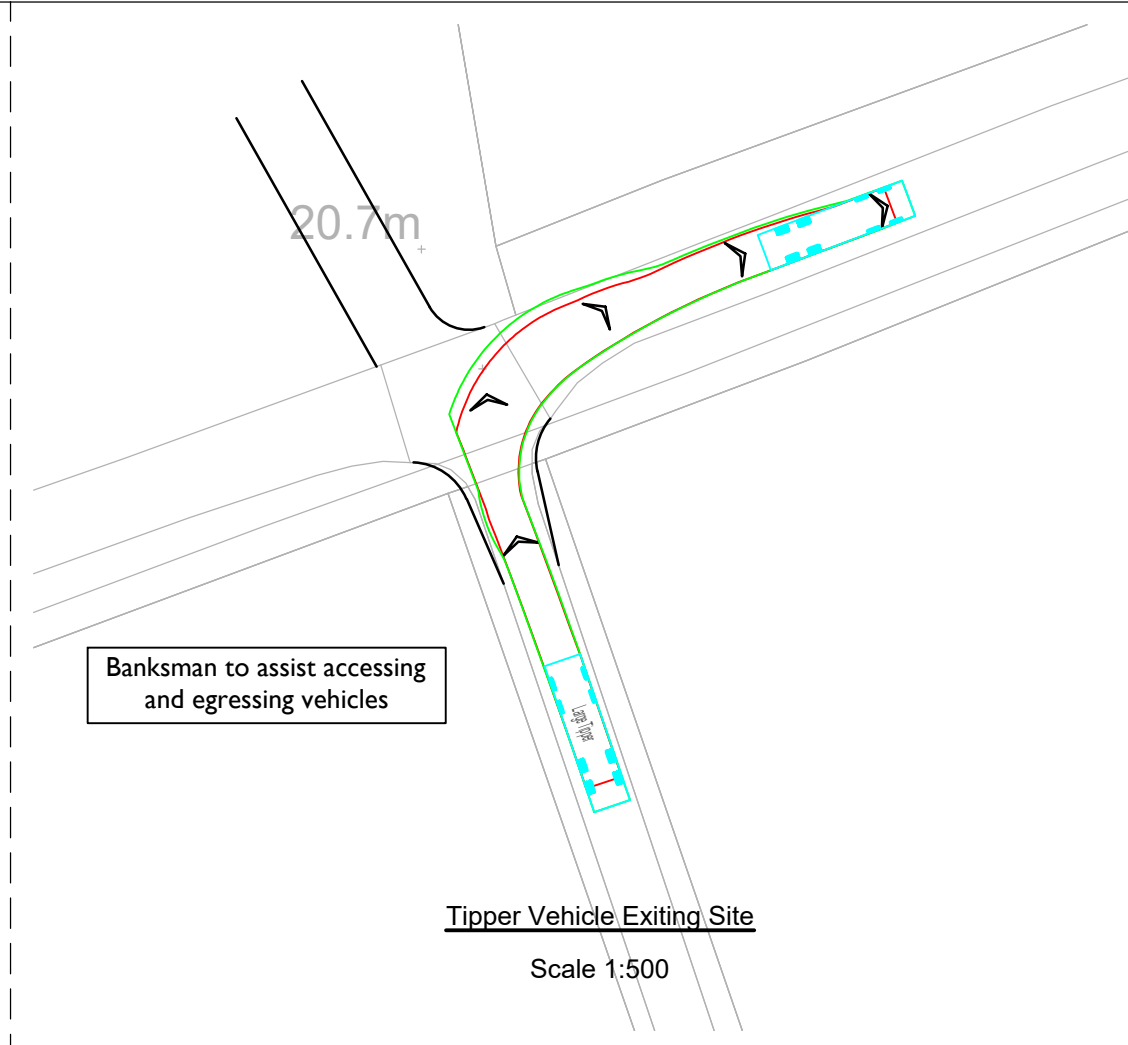 20.7m
Banksman to assist accessing
and egressing vehicles
Large Tipper
Tipper Vehicle Exiting Site
Scale 1:500